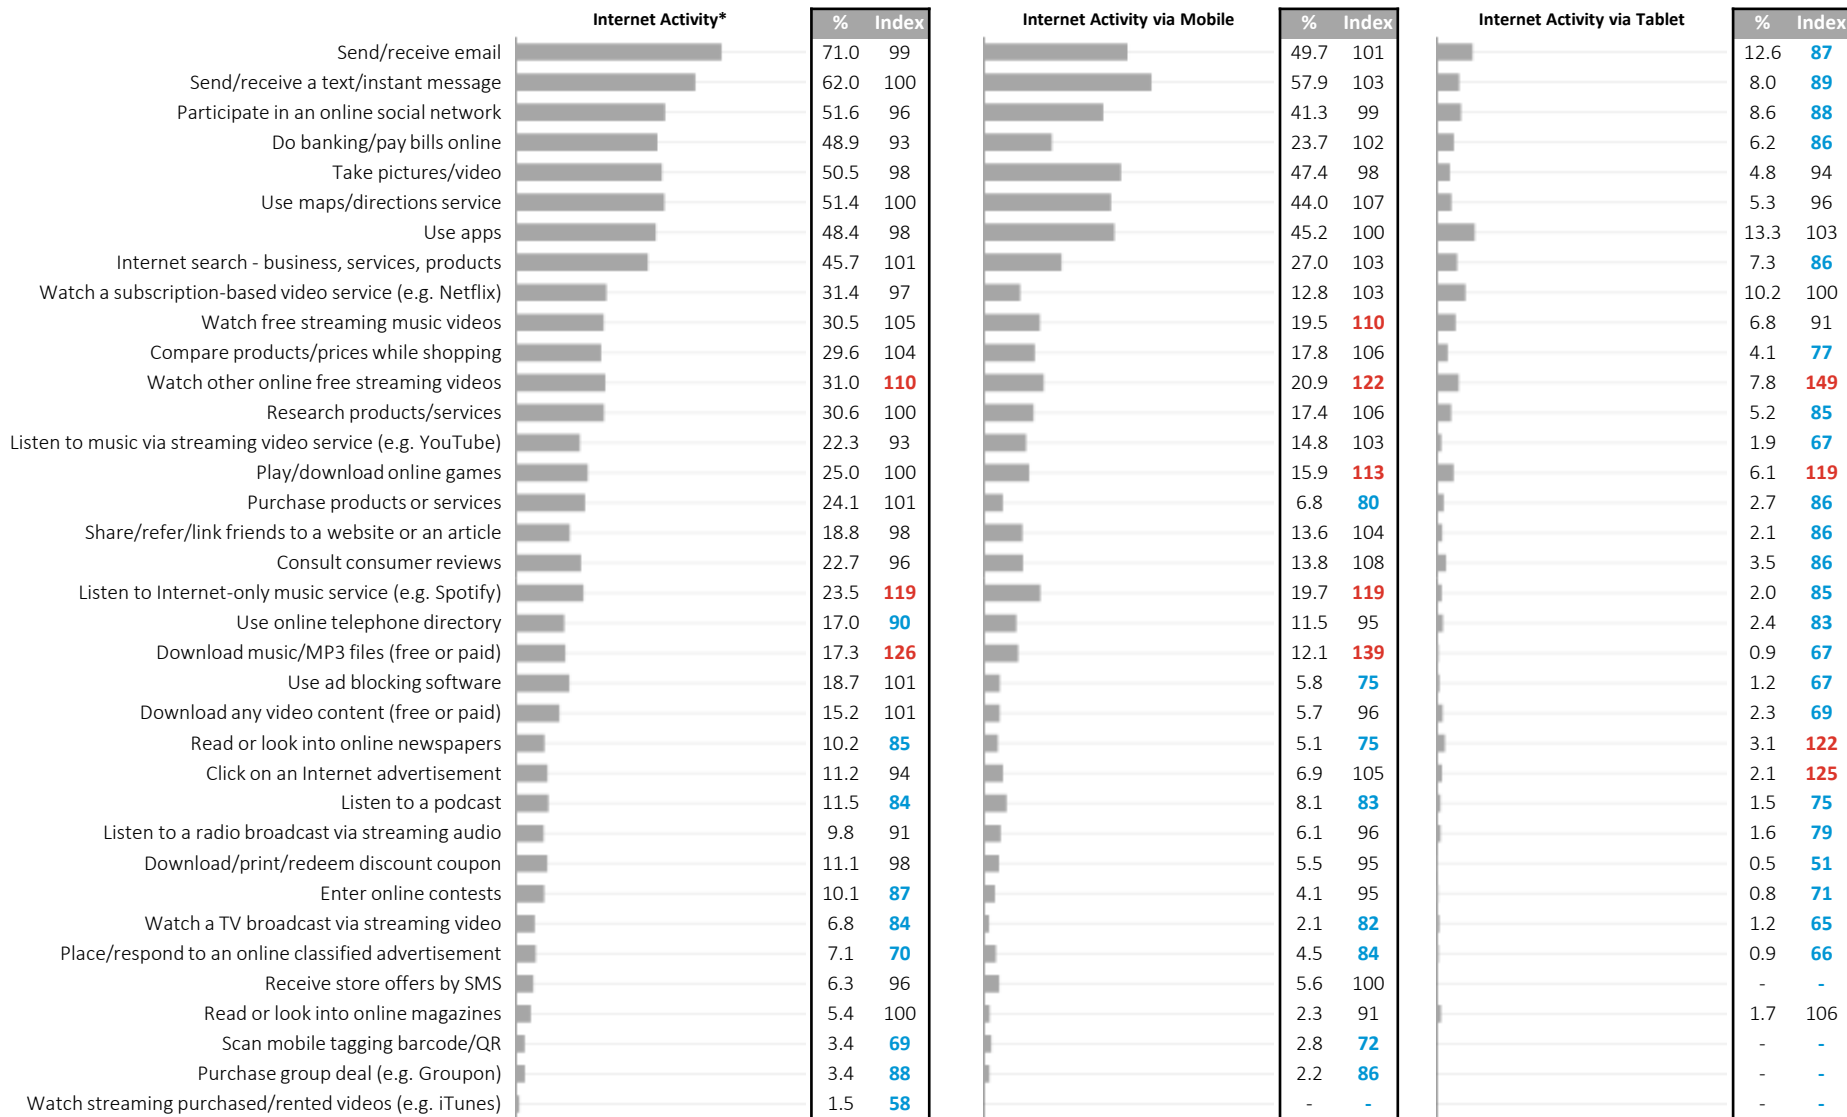 Internet Activity* % Index Internet Activity via Mobile % Index Internet Activity via Tablet % Index
Send/receive email 71.0 99 49.7 101 12.6 87
Send/receive a text/instant message 62.0 100 57.9 103 8.0 89
Participate in an online social network 51.6 96 41.3 99 8.6 88
Do banking/pay bills online 48.9 93 23.7 102 6.2 86
Take pictures/video 50.5 98 47.4 98 4.8 94
Use maps/directions service 51.4 100 44.0 107 5.3 96
Use apps 48.4 98 45.2 100 13.3 103
Internet search - business, services, products 45.7 101 27.0 103 7.3 86
Watch a subscription-based video service (e.g. Netflix) 31.4 97 12.8 103 10.2 100
Watch free streaming music videos 30.5 105 19.5 110 6.8 91
Compare products/prices while shopping 29.6 104 17.8 106 4.1 77
Watch other online free streaming videos 31.0 110 20.9 122 7.8 149
Research products/services 30.6 100 17.4 106 5.2 85
Listen to music via streaming video service (e.g. YouTube) 22.3 93 14.8 103 1.9 67
Play/download online games 25.0 100 15.9 113 6.1 119
Purchase products or services 24.1 101 6.8 80 2.7 86
Share/refer/link friends to a website or an article 18.8 98 13.6 104 2.1 86
Consult consumer reviews 22.7 96 13.8 108 3.5 86
Listen to Internet-only music service (e.g. Spotify) 23.5 119 19.7 119 2.0 85
Use online telephone directory 17.0 90 11.5 95 2.4 83
Download music/MP3 files (free or paid) 17.3 126 12.1 139 0.9 67
Use ad blocking software 18.7 101 5.8 75 1.2 67
Download any video content (free or paid) 15.2 101 5.7 96 2.3 69
Read or look into online newspapers 10.2 85 5.1 75 3.1 122
Click on an Internet advertisement 11.2 94 6.9 105 2.1 125
Listen to a podcast 11.5 84 8.1 83 1.5 75
Listen to a radio broadcast via streaming audio 9.8 91 6.1 96 1.6 79
Download/print/redeem discount coupon 11.1 98 5.5 95 0.5 51
Enter online contests 10.1 87 4.1 95 0.8 71
Watch a TV broadcast via streaming video 6.8 84 2.1 82 1.2 65
Place/respond to an online classified advertisement 7.1 70 4.5 84 0.9 66
Receive store offers by SMS 6.3 96 5.6 100 - -
Read or look into online magazines 5.4 100 2.3 91 1.7 106
Scan mobile tagging barcode/QR 3.4 69 2.8 72 - -
Purchase group deal (e.g. Groupon) 3.4 88 2.2 86 - -
Watch streaming purchased/rented videos (e.g. iTunes) 1.5 58 - - - -